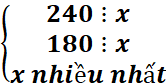 240 ⋮ x
180 ⋮ x
x nhiều nhất